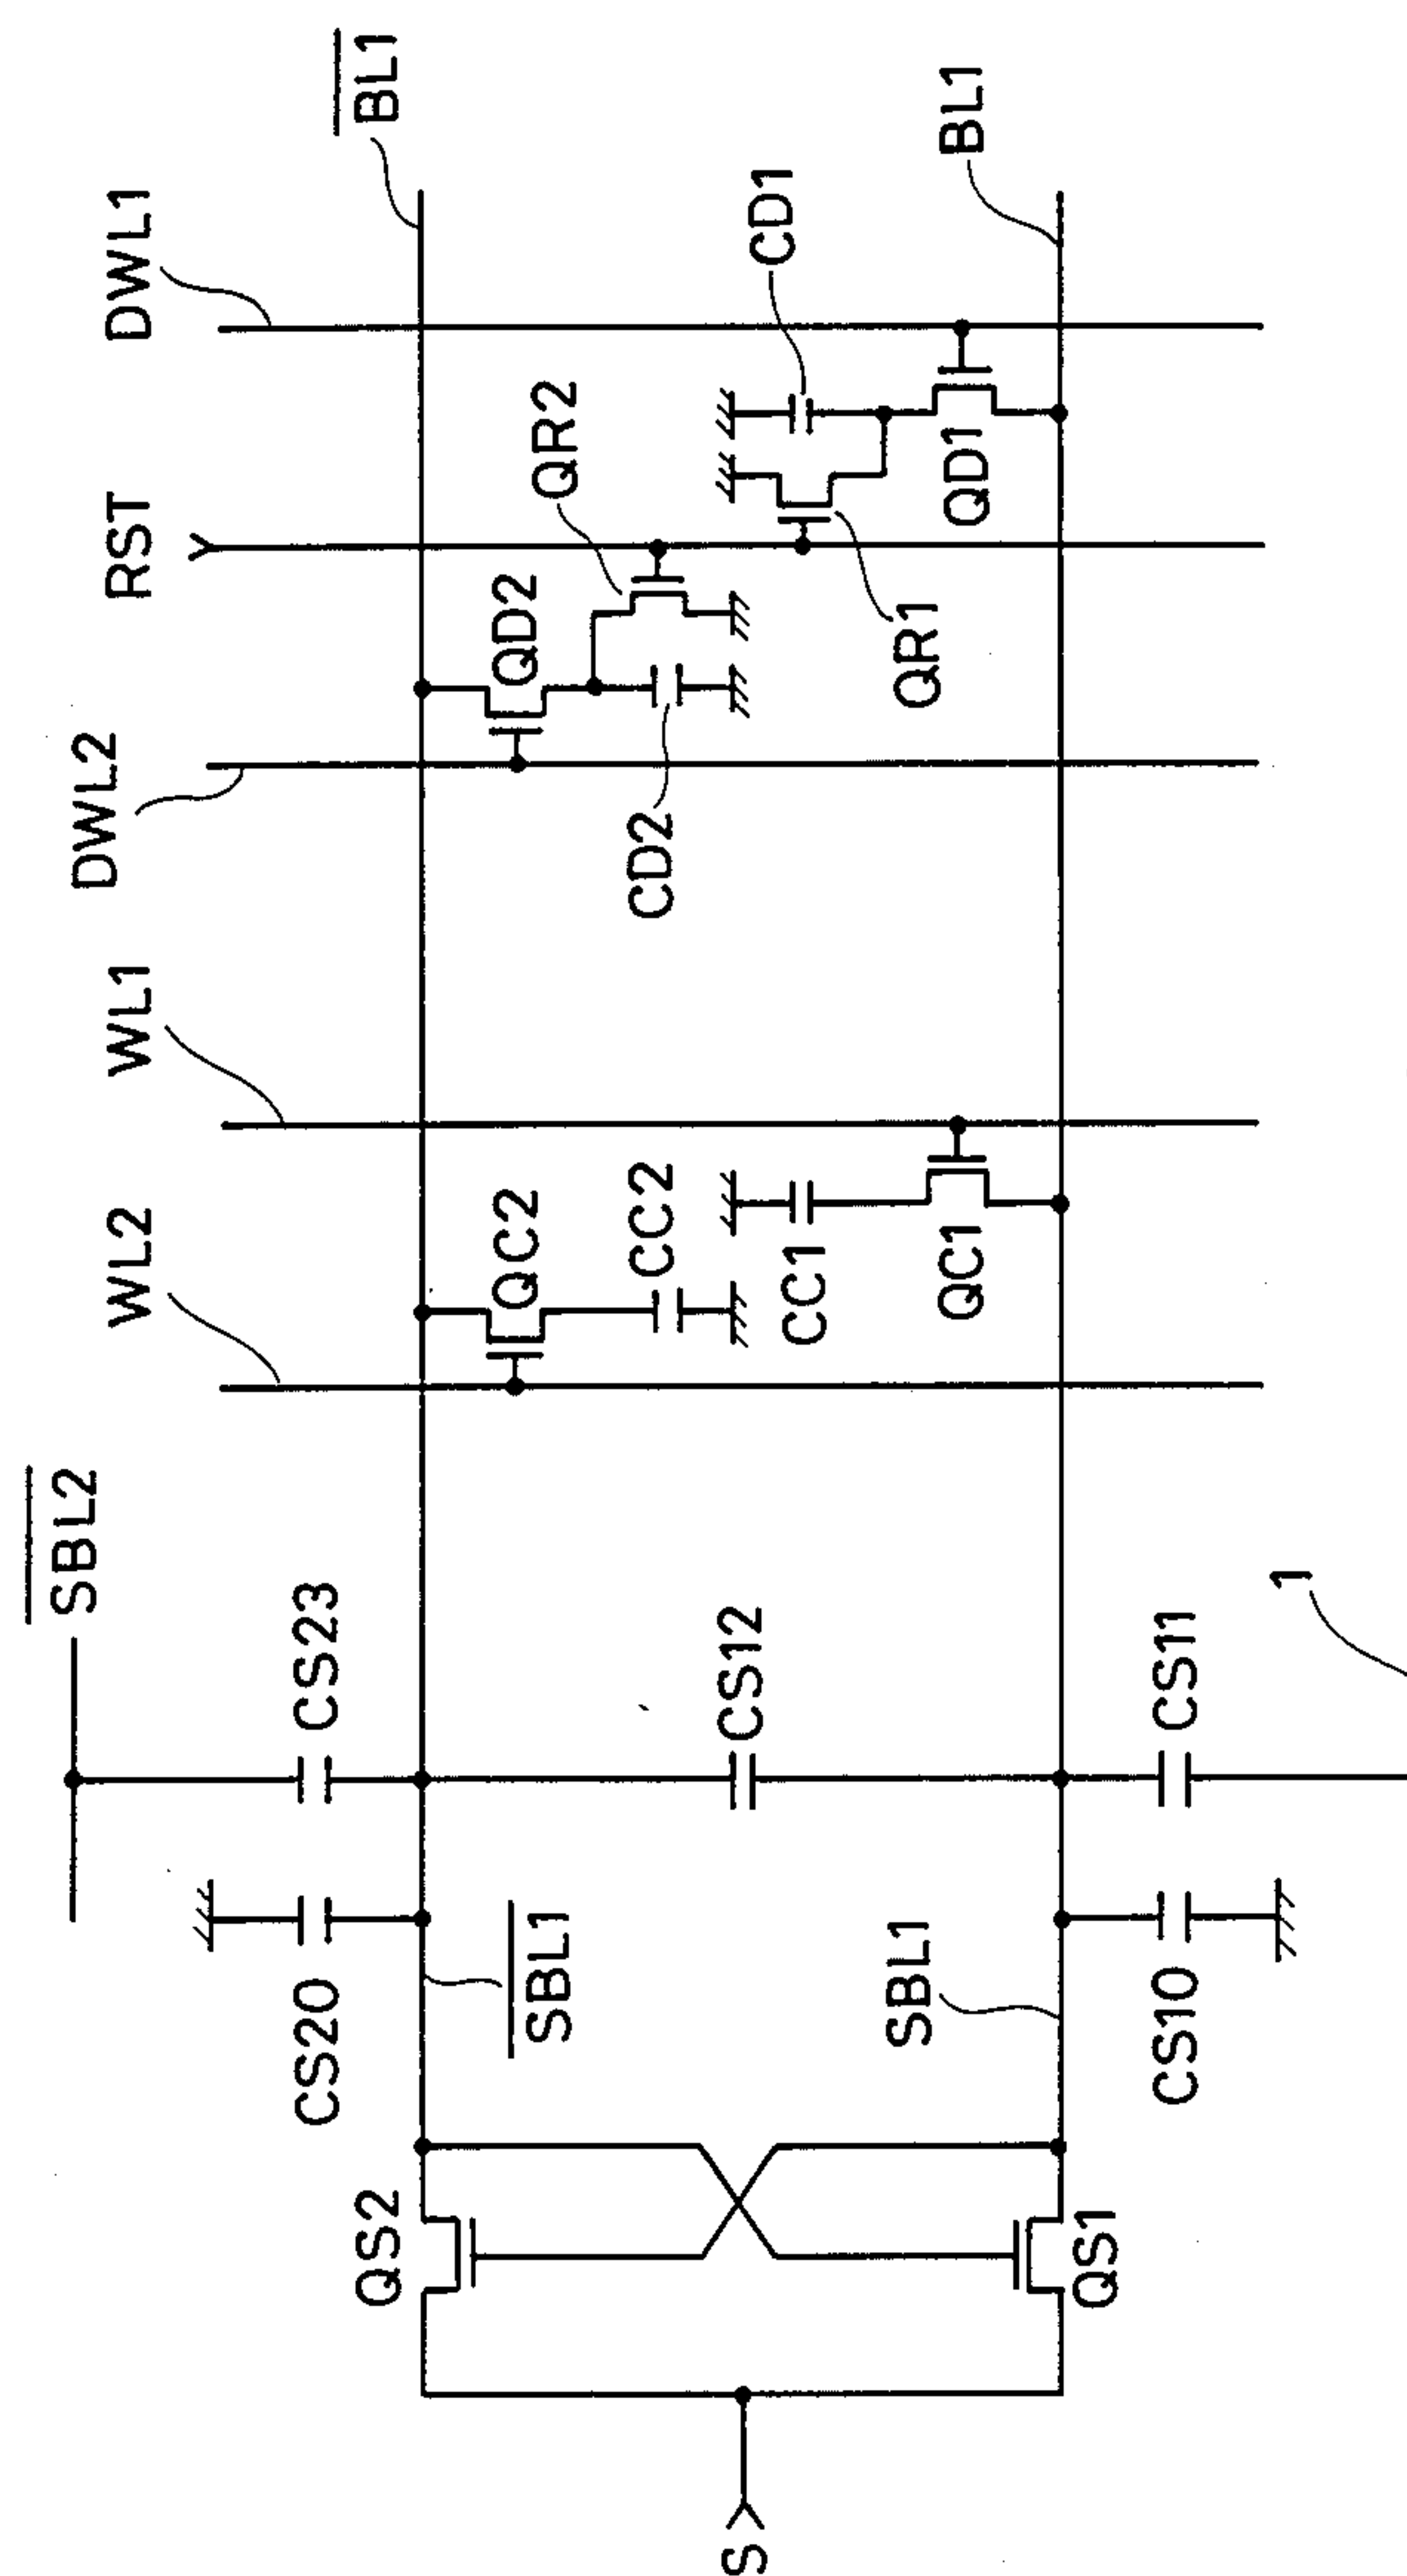 BL1
BL1
DWL1
CD1
QR2
RST
QD1
QD2
QR1
DWL2
CD2
WL1
WL2
QC2
CC2
CC1
QC1
SBL2
CS23
CS12
CS11
1
CS20
SBL1
SBL1
CS10
QS2
QS1
S